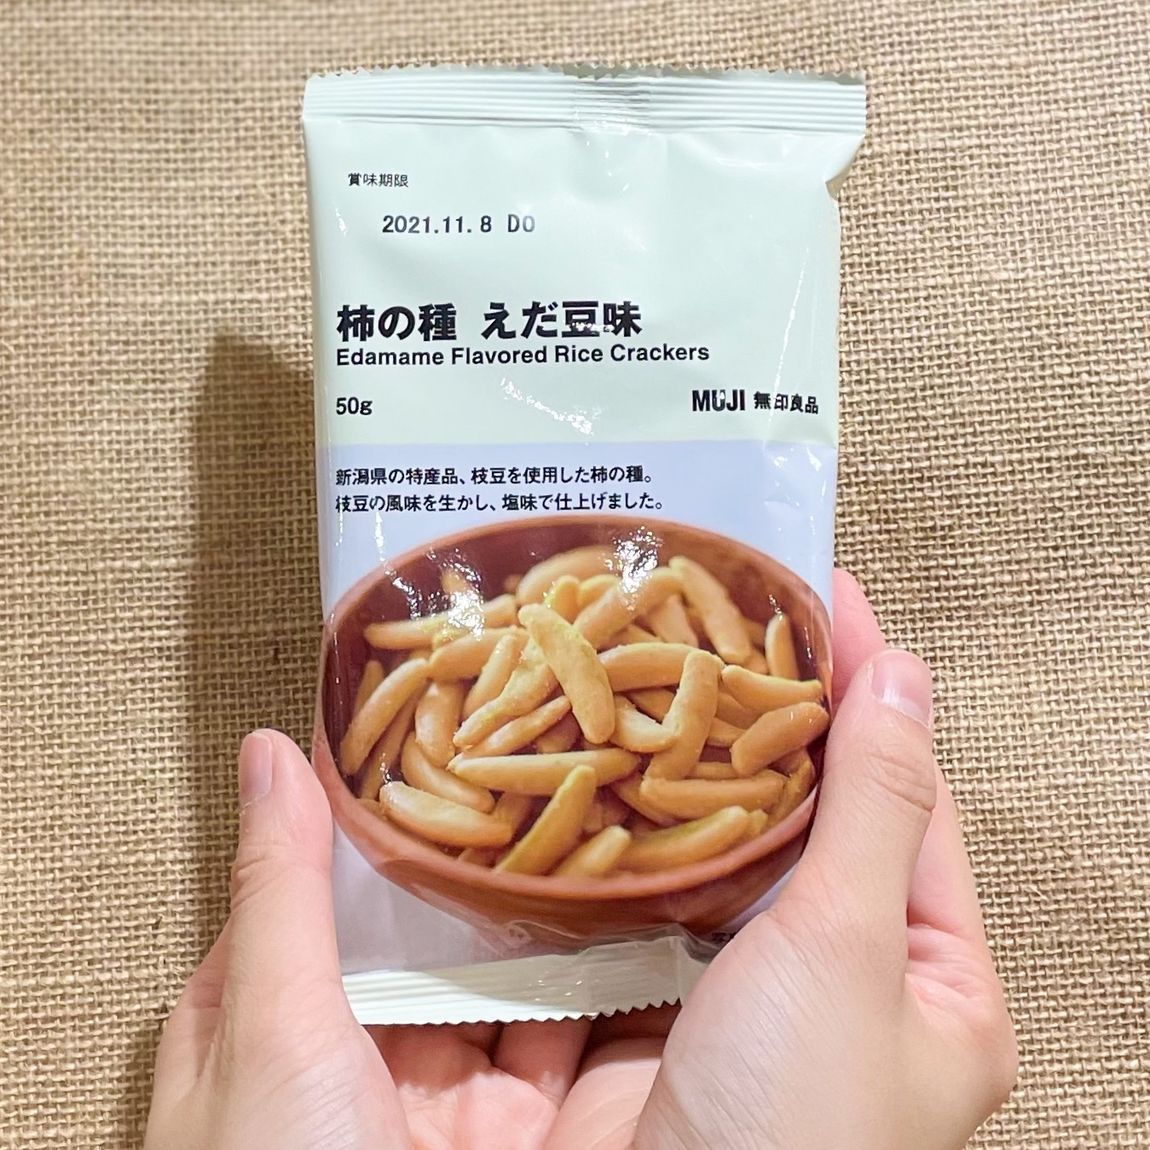 賞味期限
2021.11.8 DO
柿の種 えだ豆味
Edamame Flavored Rice Crackers
50g
MUJI 無印良品
新潟県の特産品、枝豆を使用した柿の種。
枝豆の風味を生かし、塩味で仕上げました。